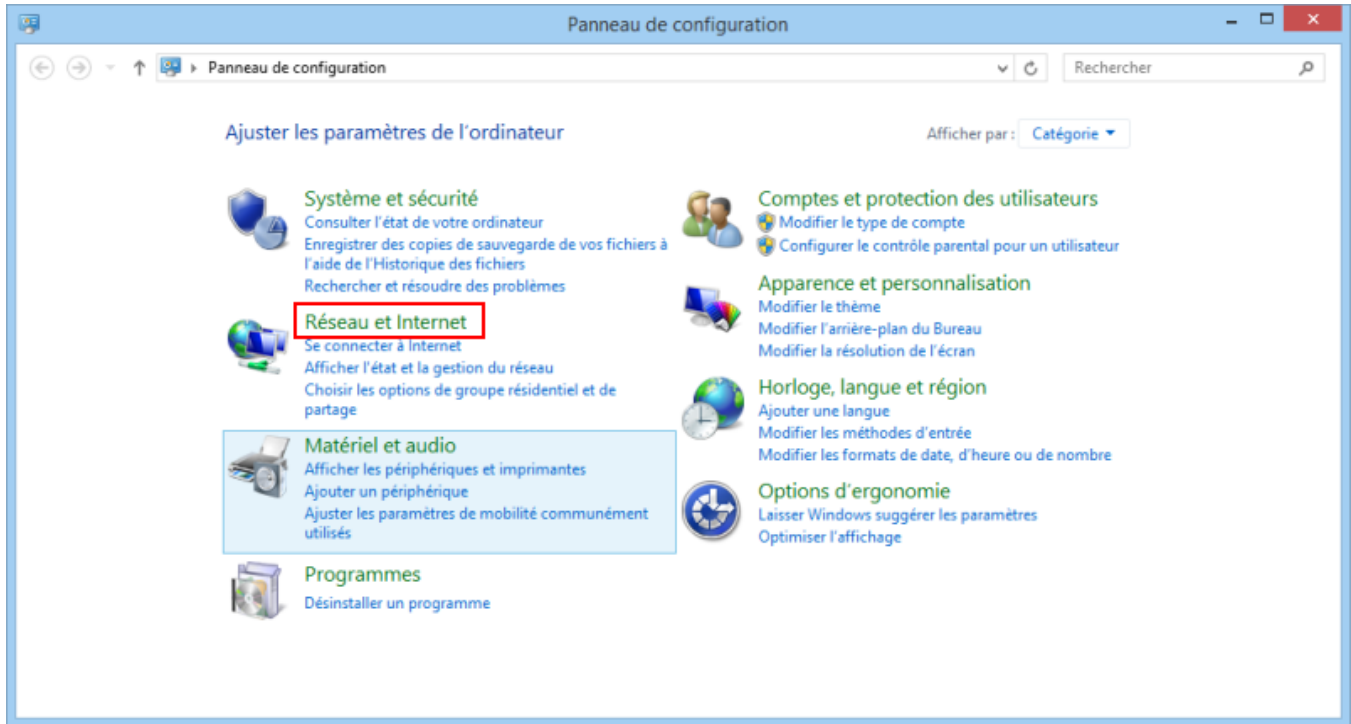 Panneau de configuration
Panneau de configuration
Rechercher
Ajuster les paramètres de l'ordinateur
Afficher par : Catégorie
Système et sécurité
Consulter l'état de votre ordinateur
Enregistrer des copies de sauvegarde de vos fichiers à
l'aide de l'Historique des fichiers
Rechercher et résoudre des problèmes
Réseau et Internet
Se connecter à Internet
Afficher l'état et la gestion du réseau
Choisir les options de groupe résidentiel et de
partage
Matériel et audio
Afficher les périphériques et imprimantes
Ajouter un périphérique
Ajuster les paramètres de mobilité communément
utilisés
Programmes
Désinstaller un programme
Comptes et protection des utilisateurs
Modifier le type de compte
Configurer le contrôle parental pour un utilisateur
Apparence et personnalisation
Modifier le thème
Modifier l'arrière-plan du Bureau
Modifier la résolution de l'écran
Horloge, langue et région
Ajouter une langue
Modifier les méthodes d'entrée
Modifier les formats de date, d'heure ou de nombre
Options d'ergonomie
Laisser Windows suggérer les paramètres
Optimiser l'affichage